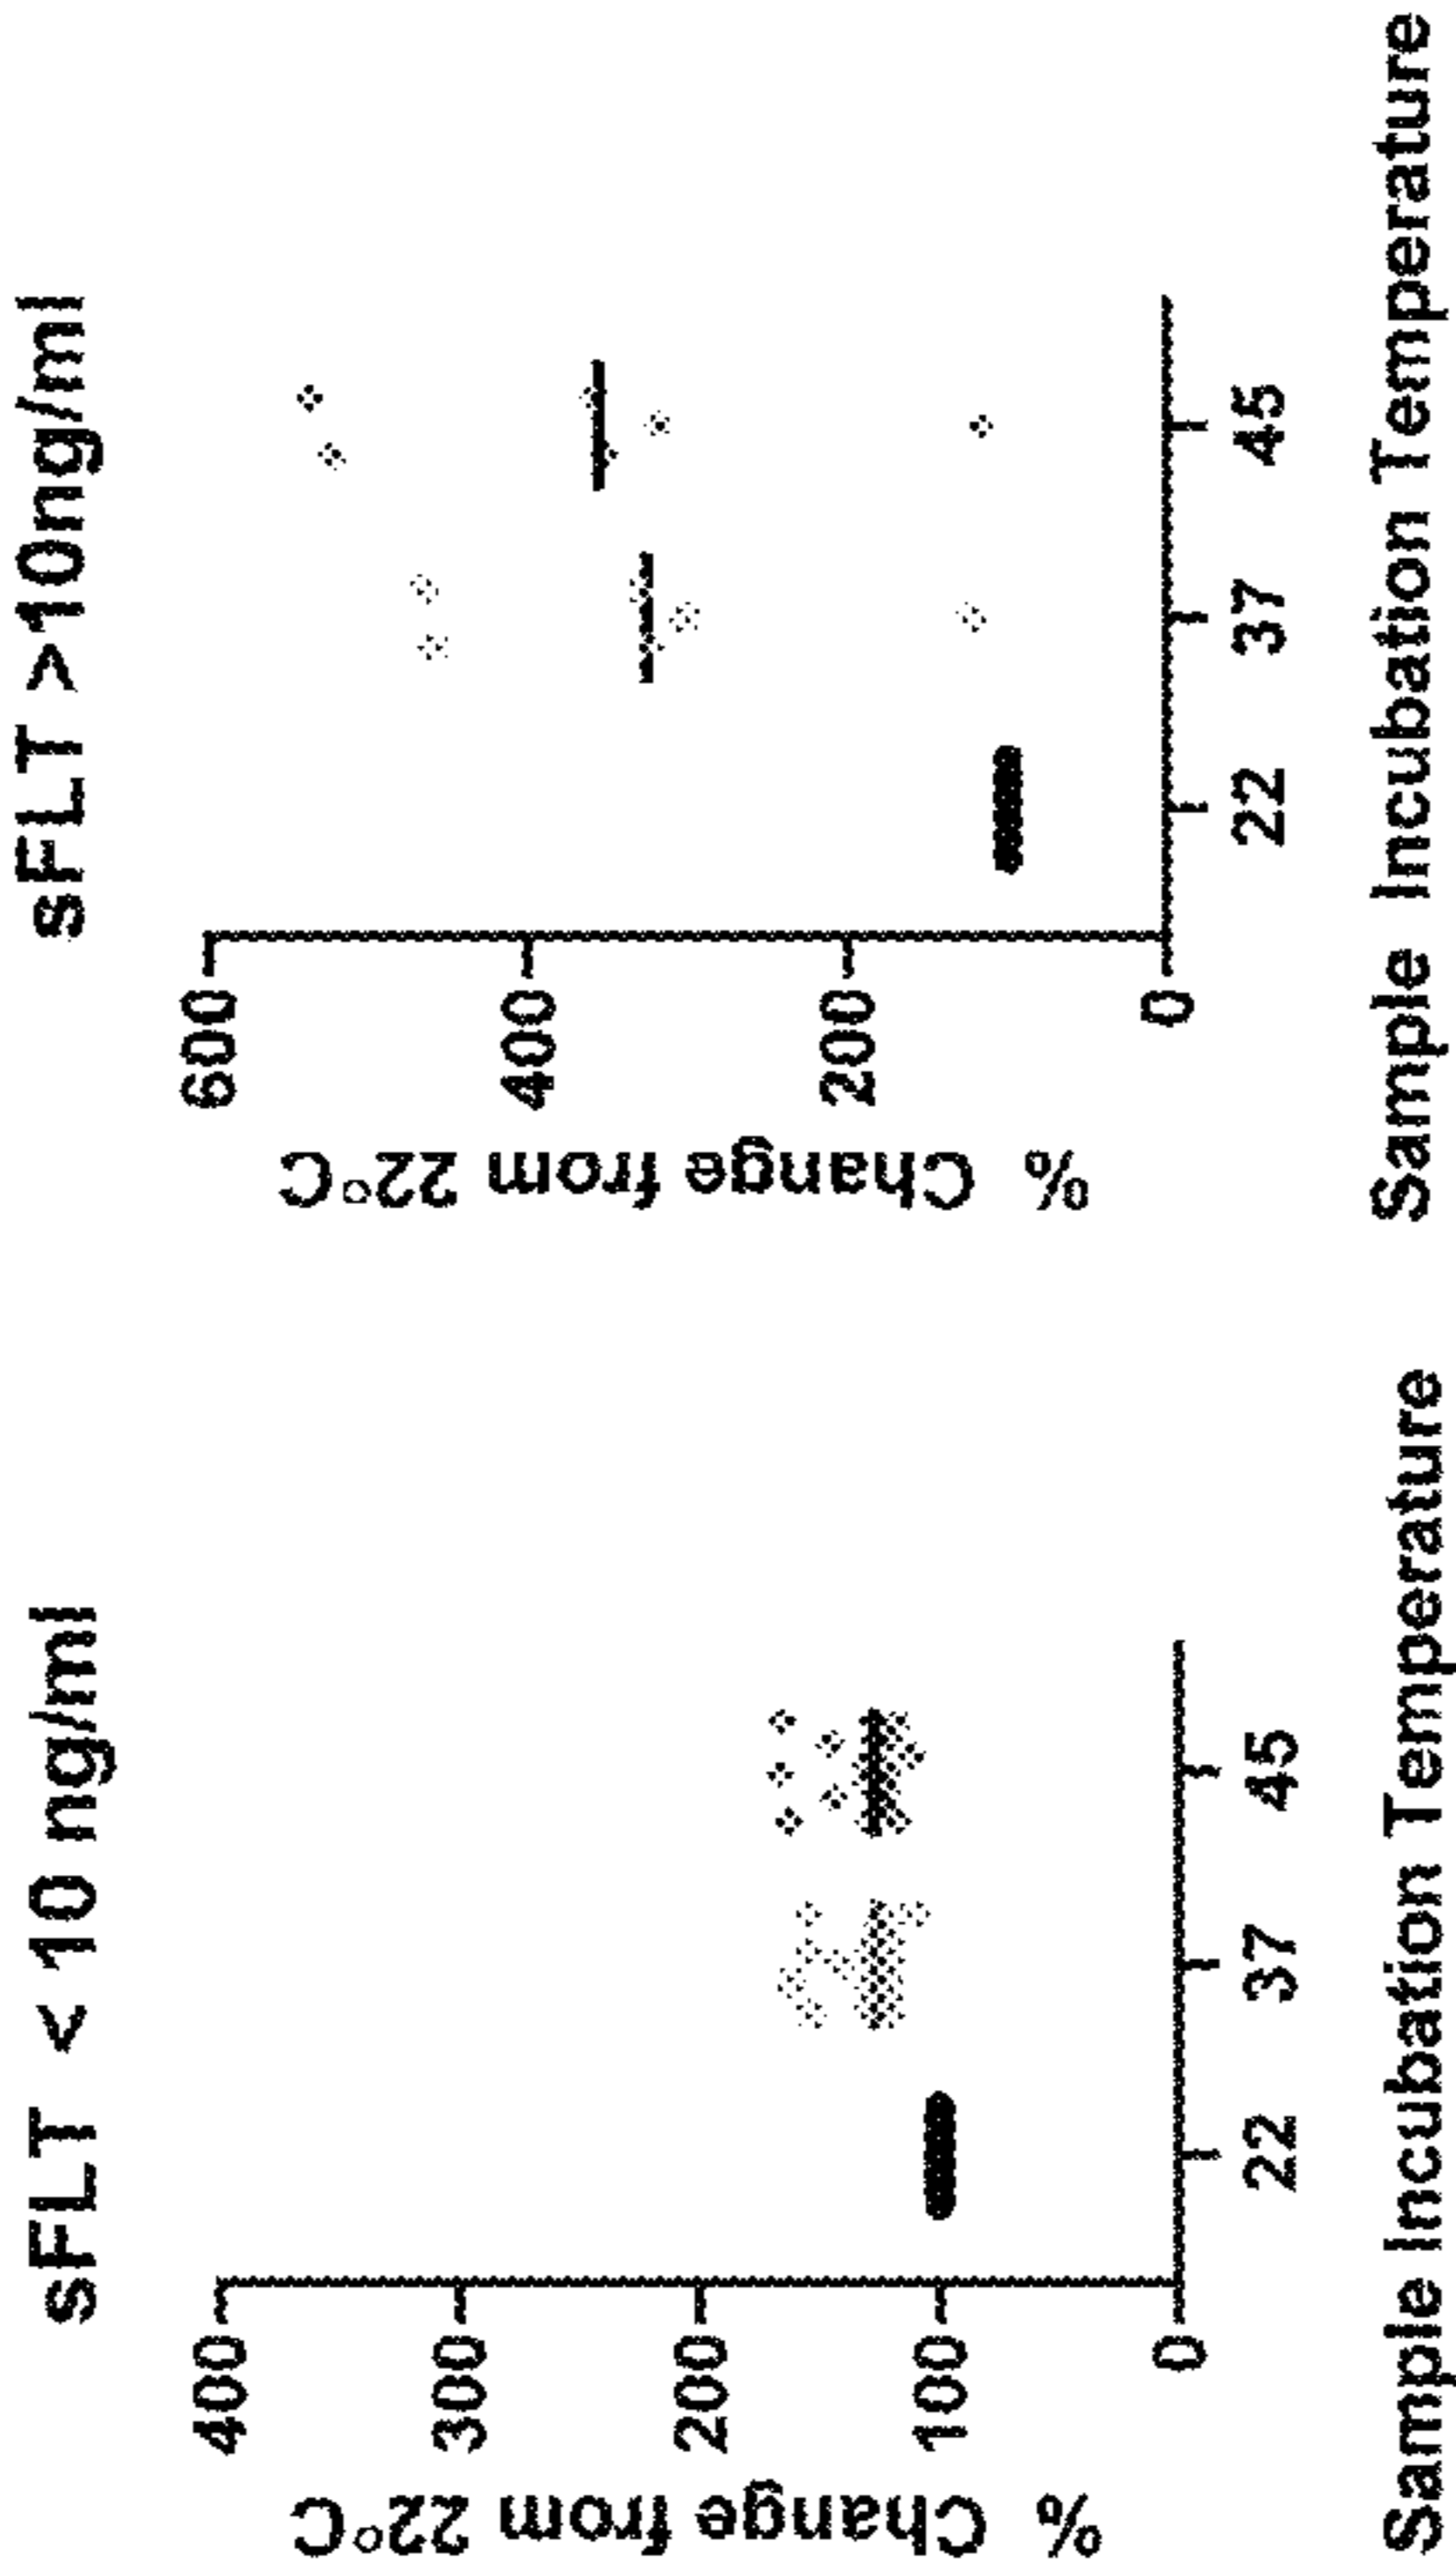 sFLT < 10 ng/ml
% Change from 22°C
400
300
200
100
0
22 37 45
Sample Incubation Temperature
sFLT >10ng/ml
% Change from 22°C
600
400
200
0
22 37 45
Sample Incubation Temperature